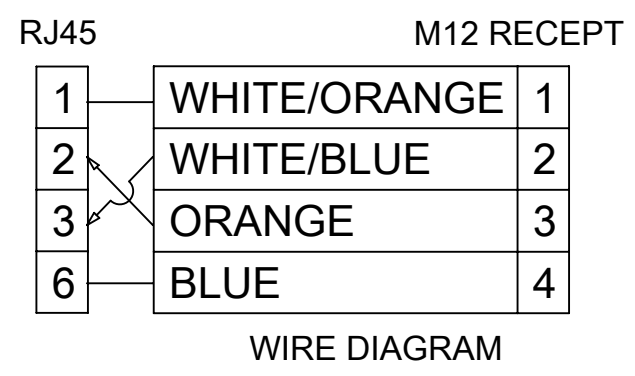 RJ45 M12 RECEPT
1 WHITE/ORANGE 1
2 WHITE/BLUE 2
3 ORANGE 3
6 BLUE 4
WIRE DIAGRAM